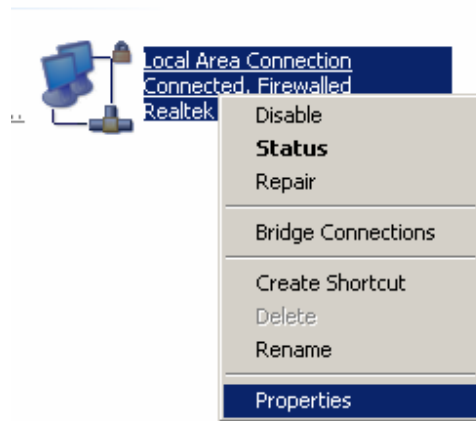 Local Area Connection
Connected, Firewalled
Realtek
Disable
Status
Repair
Bridge Connections
Create Shortcut
Delete
Rename
Properties